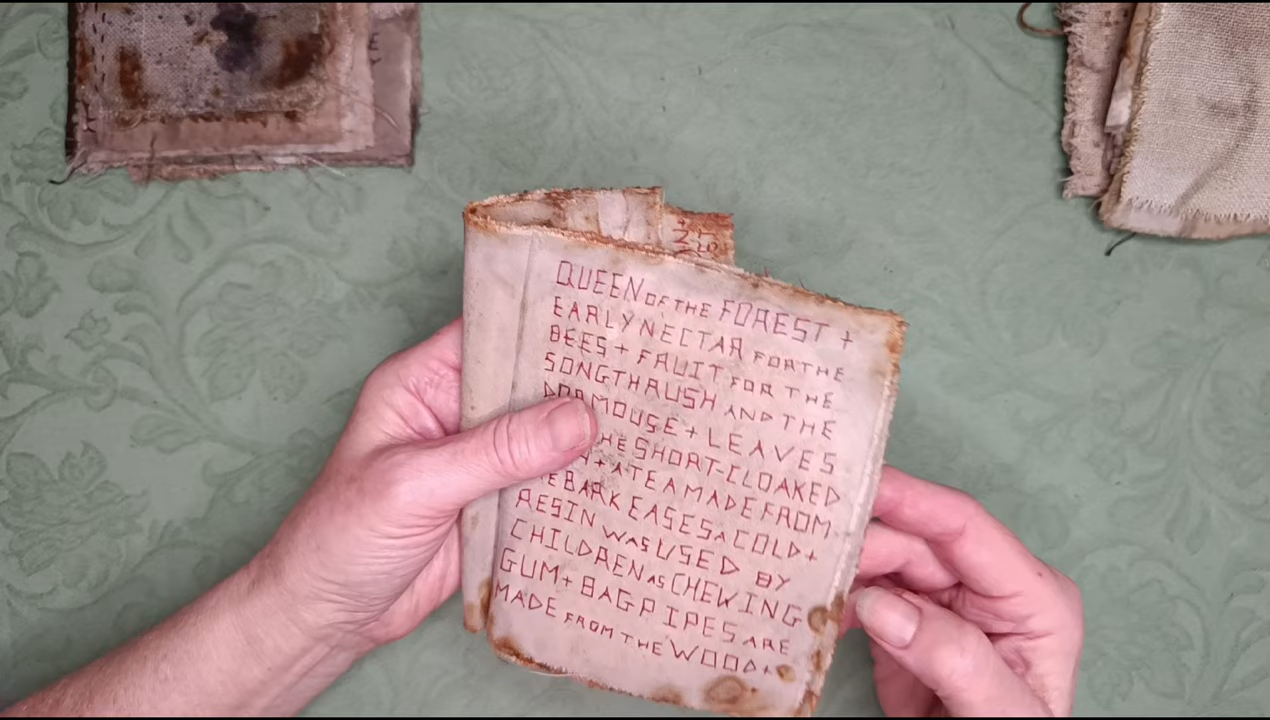 QUEEN OF THE FOREST +
EARLY NECTAR FOR THE
BEES + FRUIT FOR THE
SONGTHRUSH AND THE
DORMOUSE + LEAVES
THE SHORT-CLOAKED
+ A TEA MADE FROM
BARK EASES A COLD +
RESIN WAS USED BY
CHILDREN AS CHEWING
GUM + BAGPIPES ARE
MADE FROM THE WOOD +